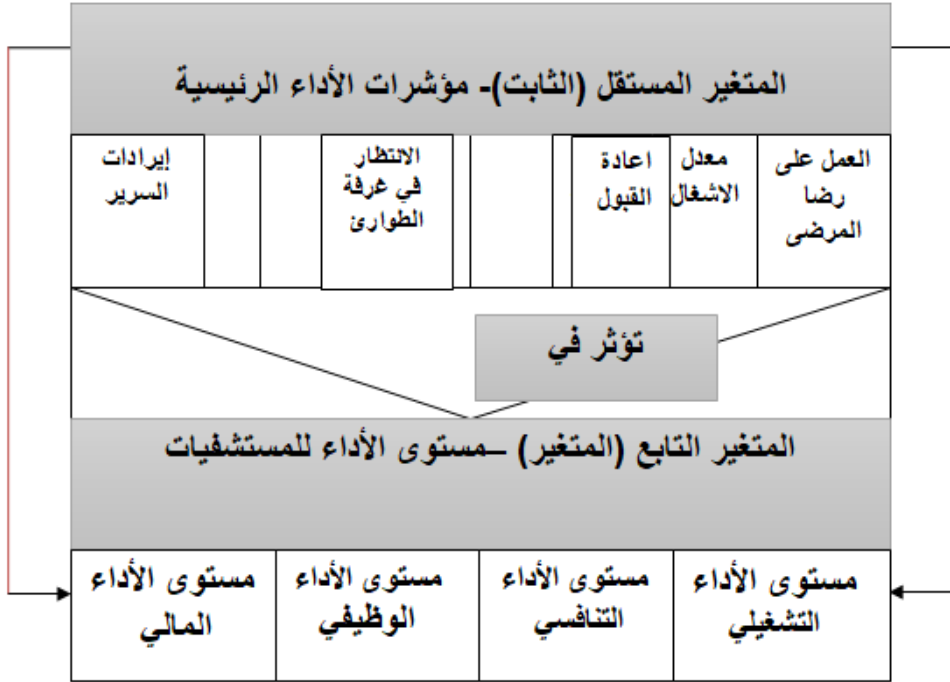 المتغير المستقل (الثابت)- مؤشرات الأداء الرئيسية
العمل على
رضا
المرضى
معدل
الاشغال
اعادة
القبول
الانتظار
في غرفة
الطوارئ
إيرادات
السرير
تؤثر في
المتغير التابع (المتغير) –مستوى الأداء للمستشفيات
مستوى الأداء
التشغيلي
مستوى الأداء
التنافسي
مستوى الأداء
الوظيفي
مستوى الأداء
المالي